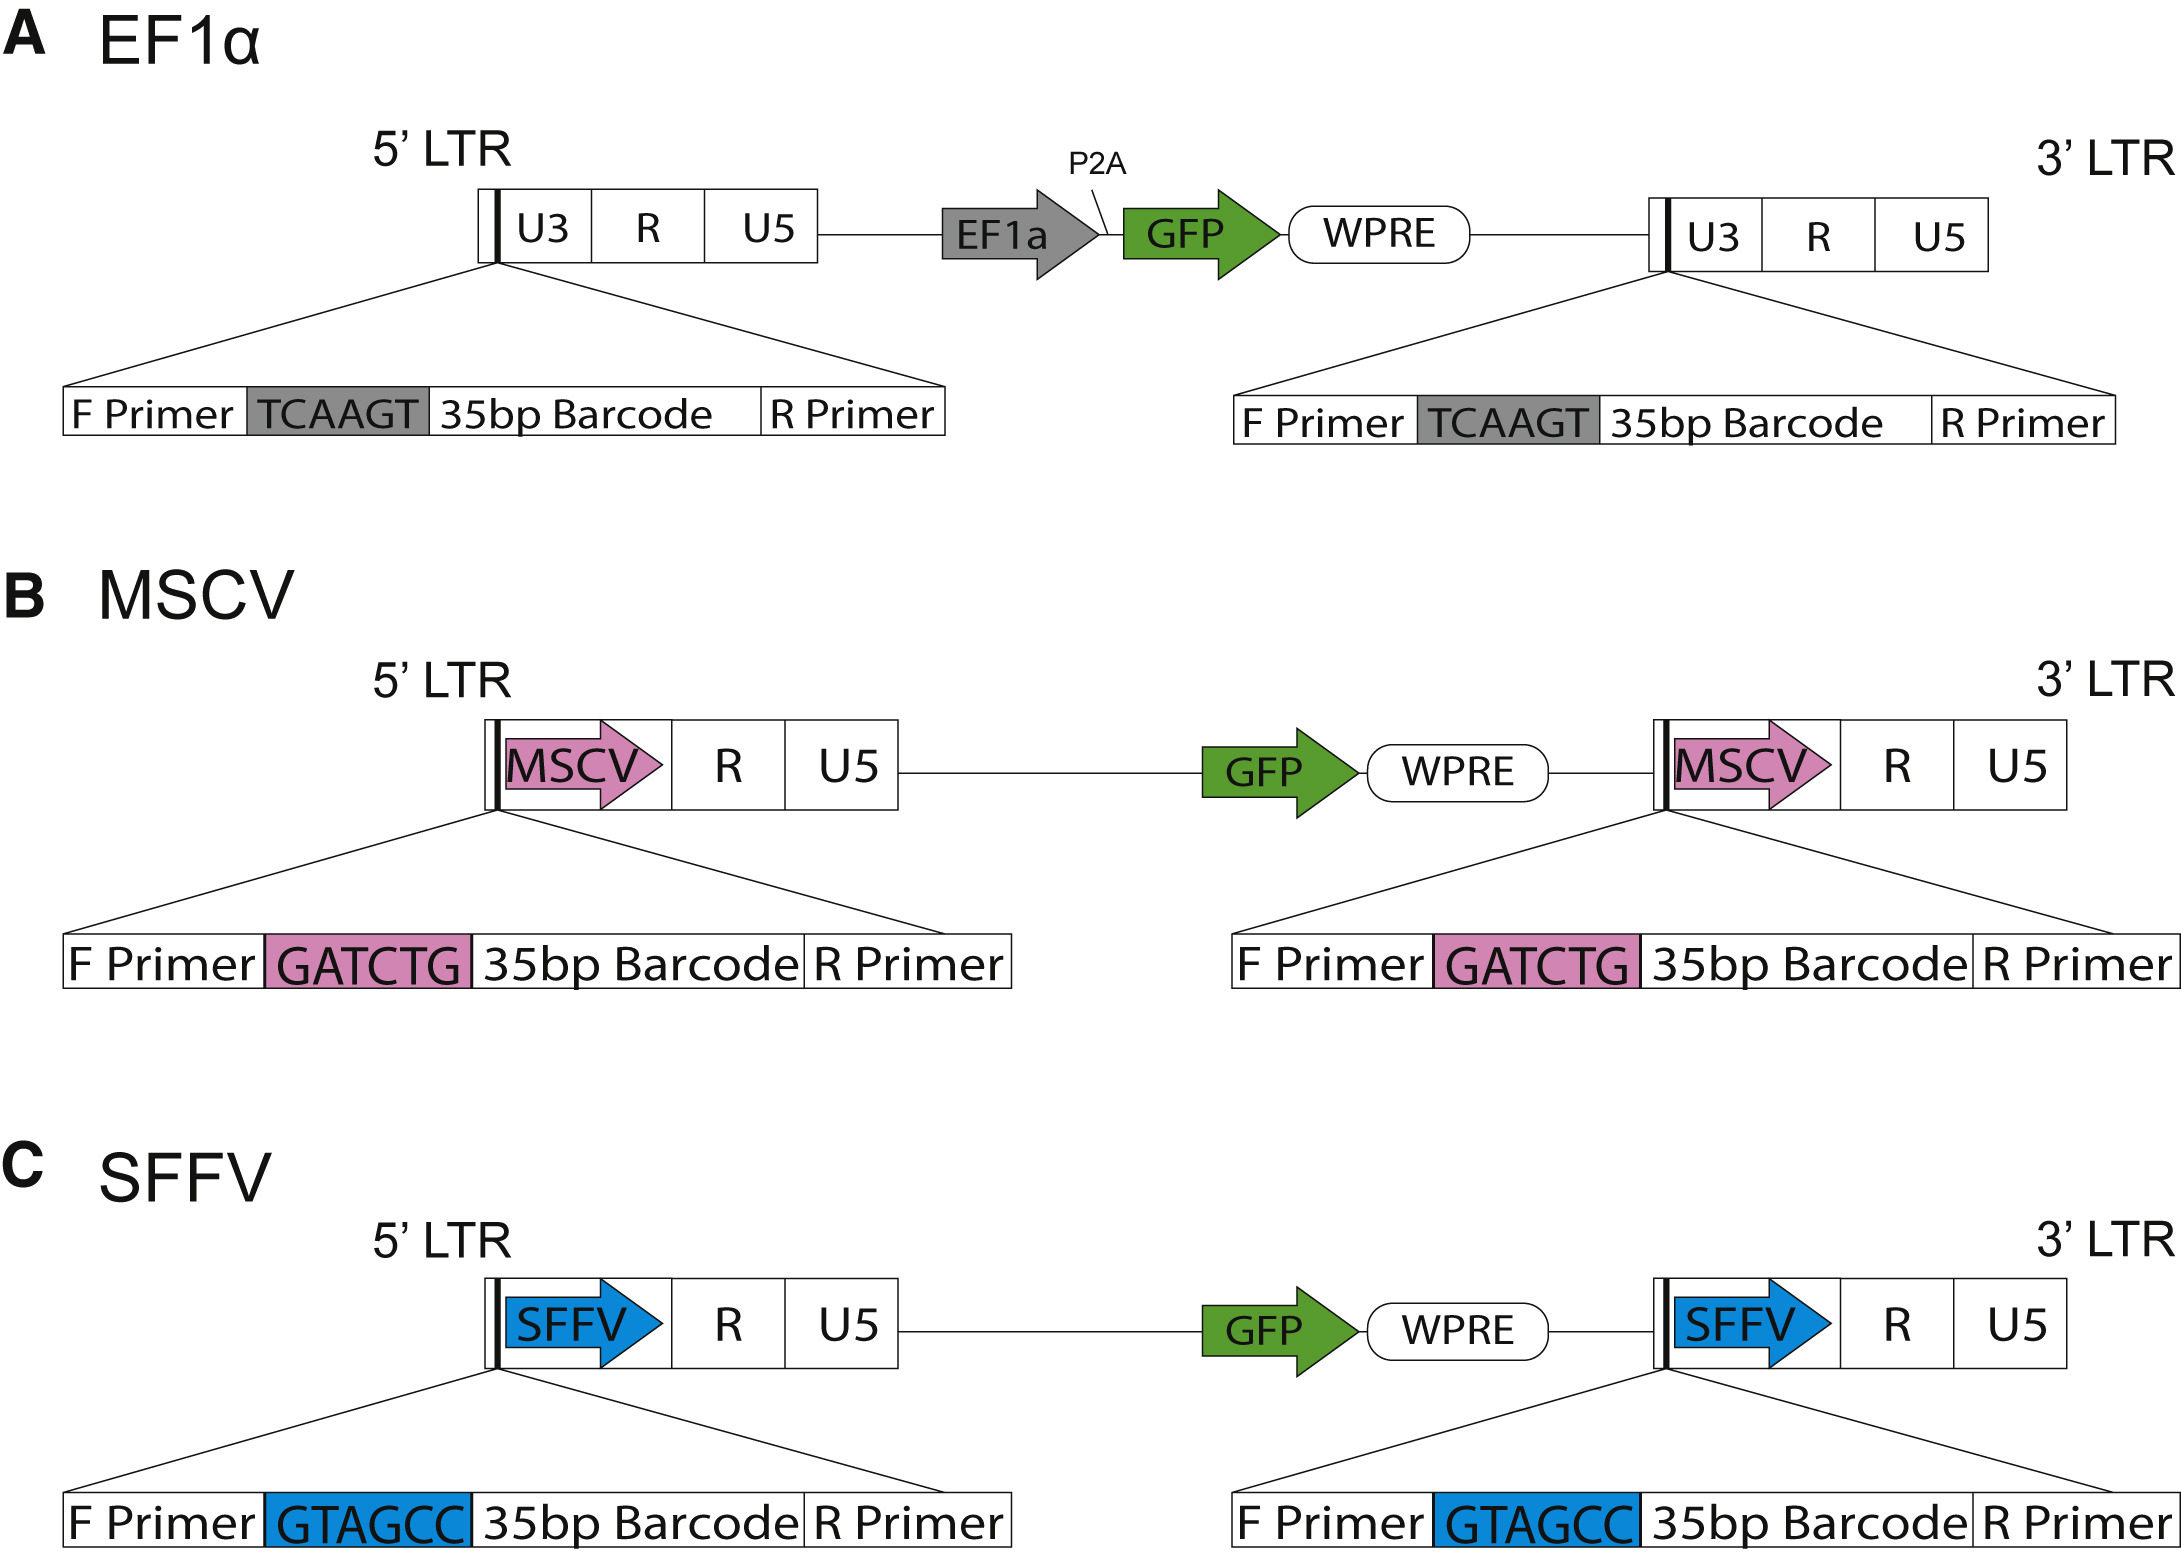 A EF1α
5’ LTR
P2A
3’ LTR
U3 R U5 EF1a GFP WPRE U3 R U5
F Primer TCAAGT 35bp Barcode R Primer
F Primer TCAAGT 35bp Barcode R Primer
B MSCV
5’ LTR
3’ LTR
MSCV R U5 GFP WPRE MSCV R U5
F Primer GATCTG 35bp Barcode R Primer
F Primer GATCTG 35bp Barcode R Primer
C SFFV
5’ LTR
3’ LTR
SFFV R U5 GFP WPRE SFFV R U5
F Primer GTAGCC 35bp Barcode R Primer
F Primer GTAGCC 35bp Barcode R Primer